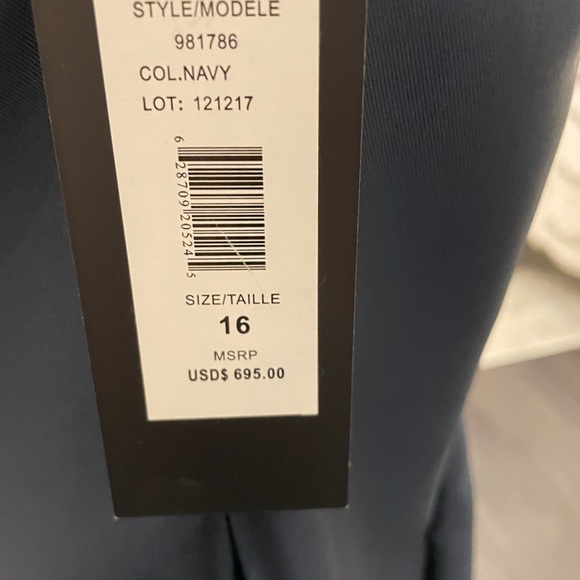 STYLE/MODELE
981786
COL.NAVY
LOT: 121217
6 28709 20524 5
SIZE/TAILLE
16
MSRP
USD$ 695.00